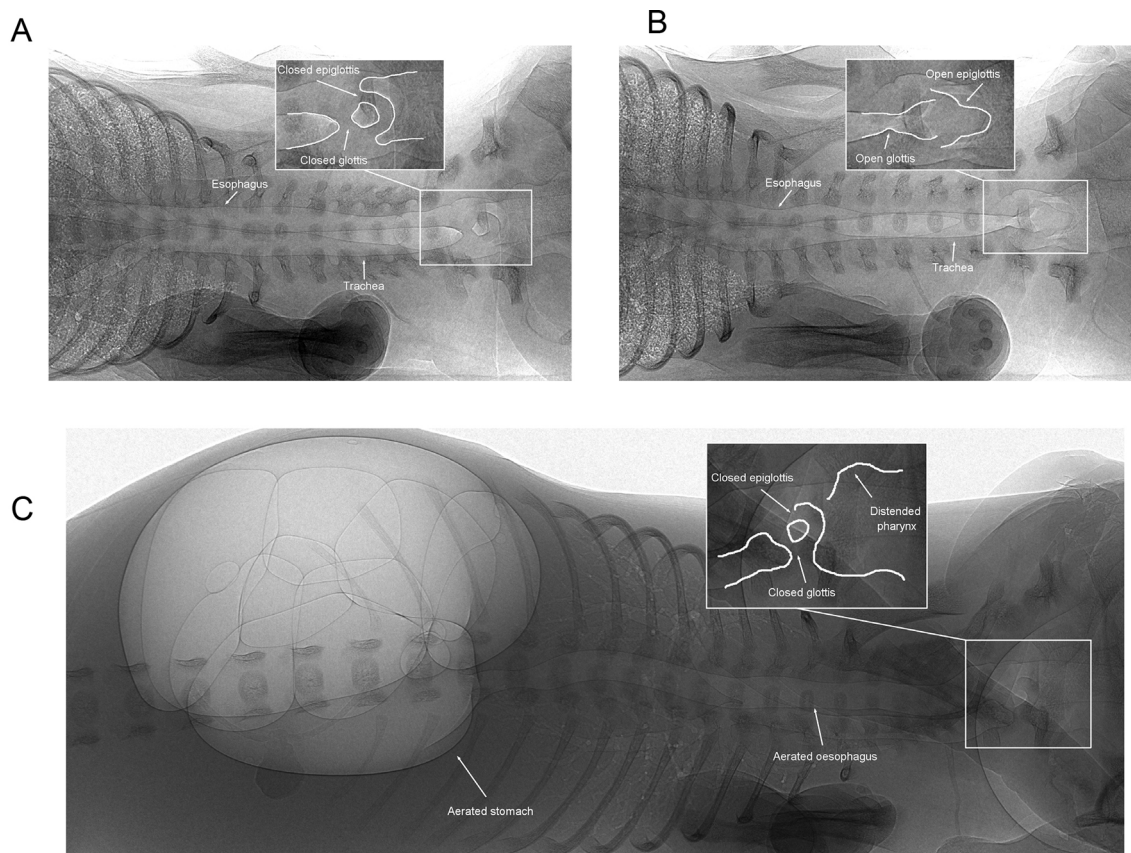 A
Closed epiglottis
Closed glottis
Esophagus
Trachea
B
Open epiglottis
Open glottis
Esophagus
Trachea
C
Closed epiglottis
Distended
pharynx
Closed glottis
Aerated oesophagus
Aerated stomach